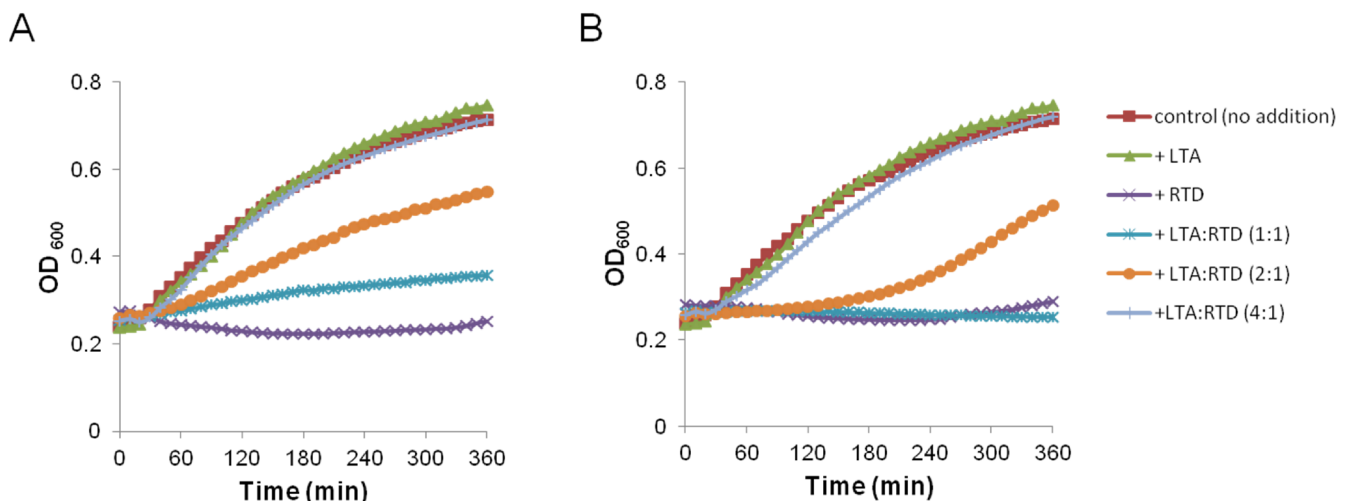 A
0.8
0.6
0.4
0.2
0
OD600
0 60 120 180 240 300 360
Time (min)
B
0.8
0.6
0.4
0.2
0
OD600
0 60 120 180 240 300 360
Time (min)
control (no addition)
+ LTA
+ RTD
+ LTA:RTD (1:1)
+ LTA:RTD (2:1)
+LTA:RTD (4:1)